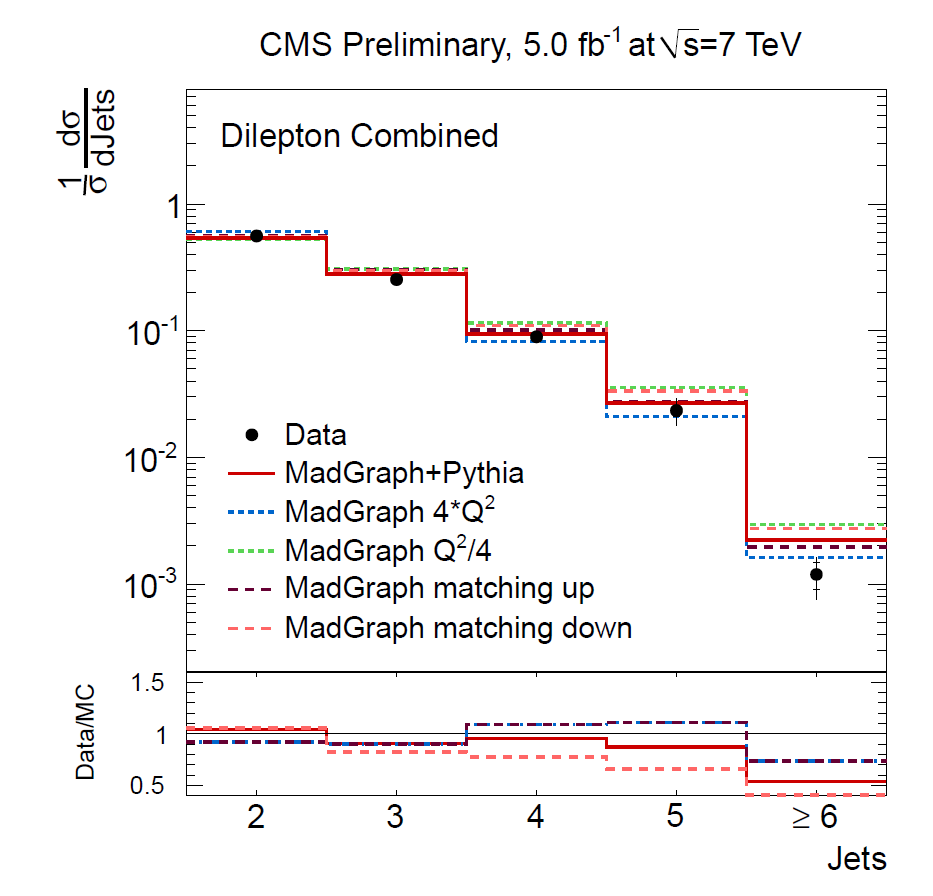 CMS Preliminary, 5.0 fb⁻¹ at √s=7 TeV
1/σ̄ dσ/dJets
Dilepton Combined
1
10⁻¹
10⁻²
10⁻³
Data
MadGraph+Pythia
MadGraph 4*Q²
MadGraph Q²/4
MadGraph matching up
MadGraph matching down
Data/MC
1.5
1
0.5
2 3 4 5 ≥ 6
Jets